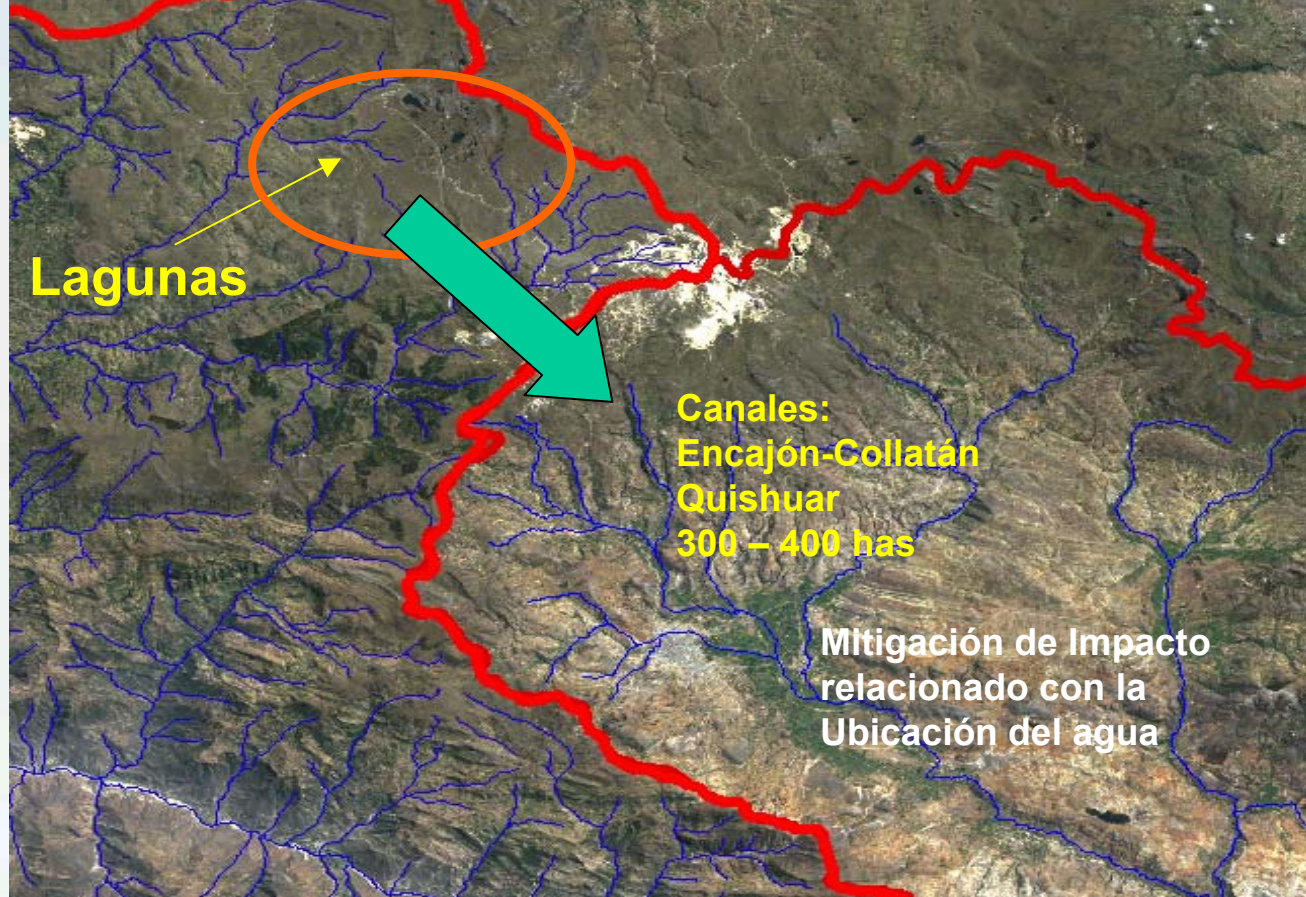 Lagunas
Canales:
Encajón-Collatán
Quishuar
300 – 400 has
MItigación de Impacto
relacionado con la
Ubicación del agua